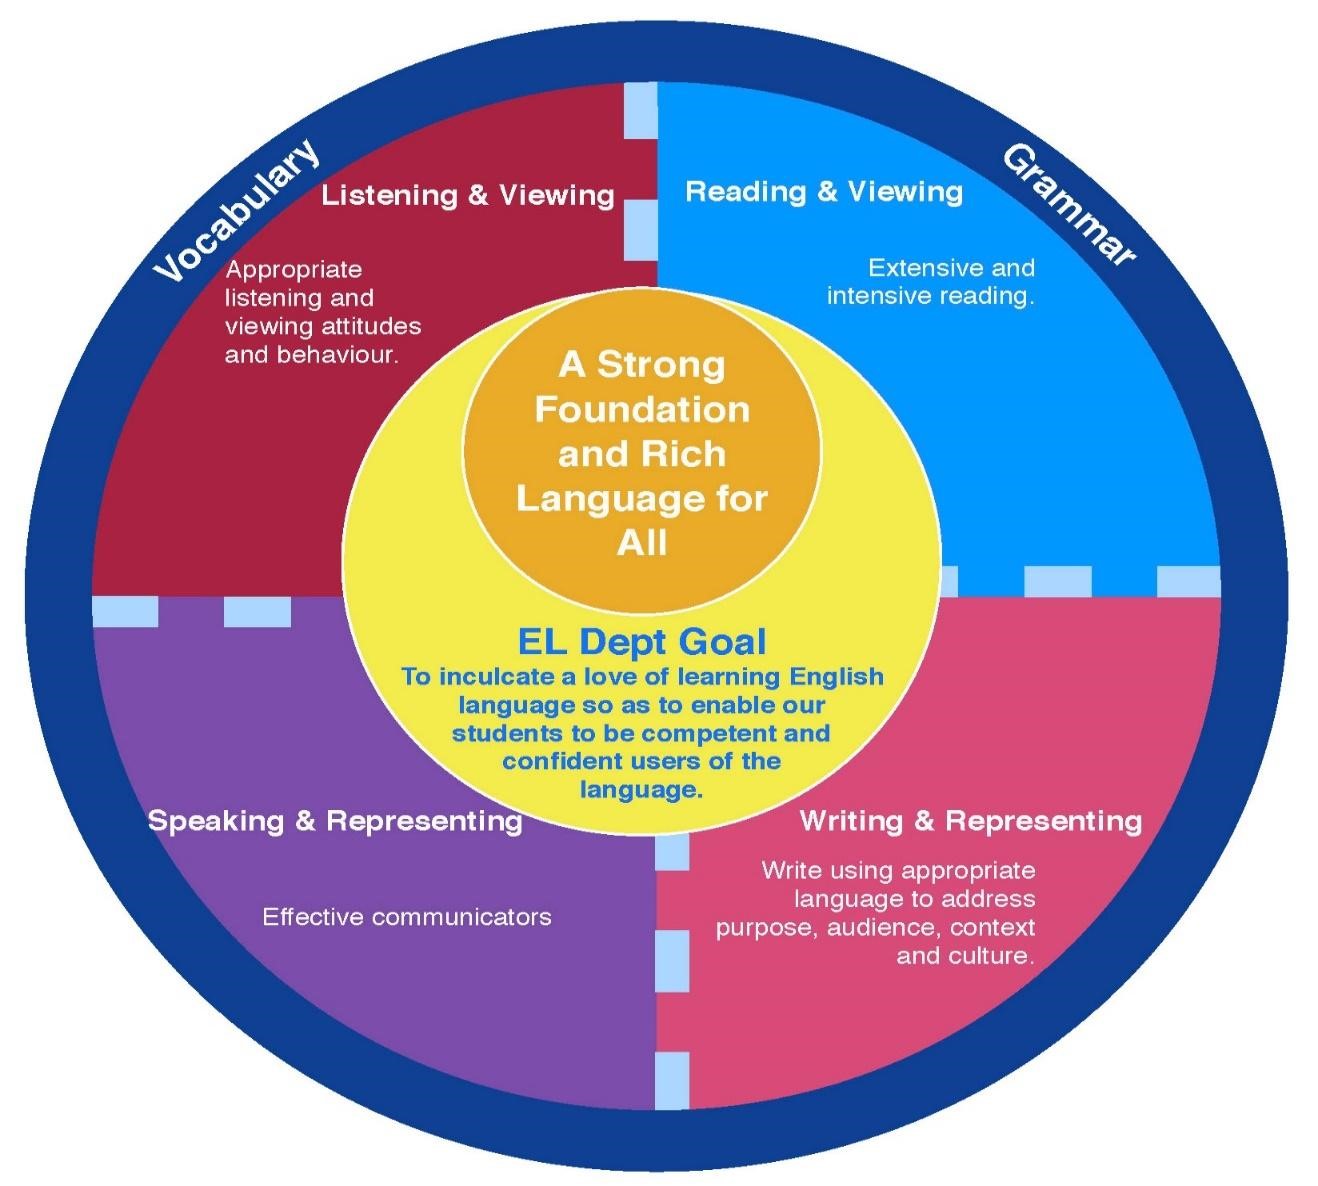 Vocabulary
Grammar
Listening & Viewing
Appropriate
listening and
viewing attitudes
and behaviour.
Reading & Viewing
Extensive and
intensive reading.
A Strong
Foundation
and Rich
Language for
All
EL Dept Goal
To inculcate a love of learning English
language so as to enable our
students to be competent and
confident users of the
language.
Speaking & Representing
Effective communicators
Writing & Representing
Write using appropriate
language to address
purpose, audience, context
and culture.